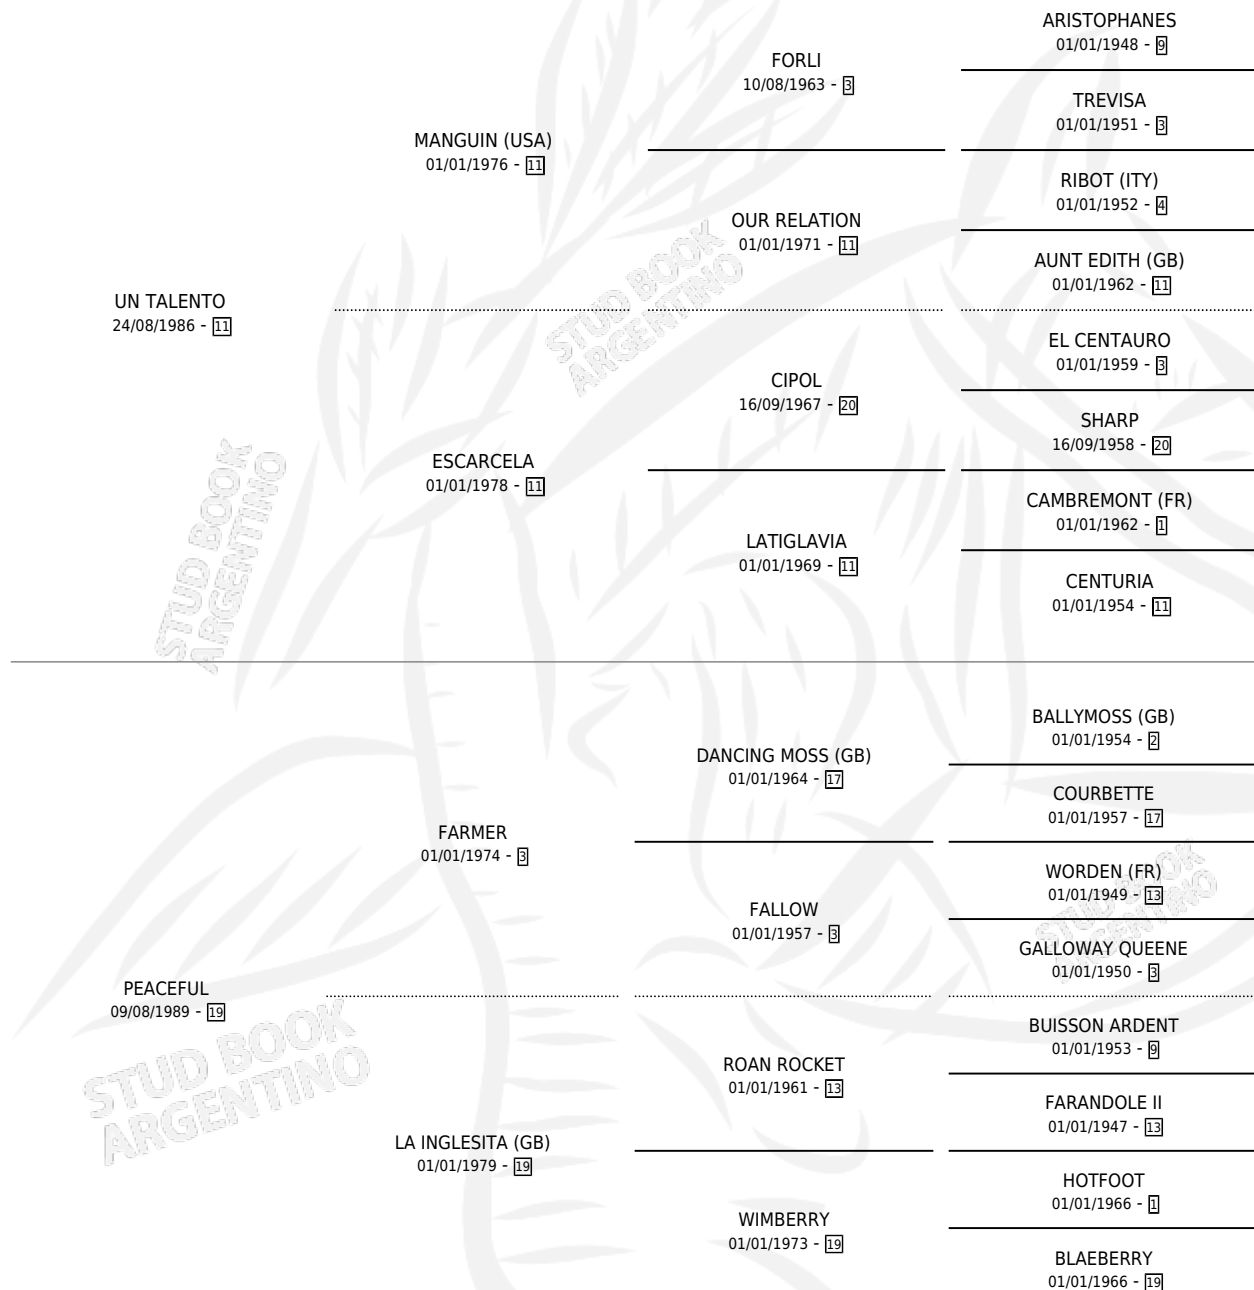 ARISTOPHANES
01/01/1948 - 9
FORLI
10/08/1963 - 3
TREVISA
01/01/1951 - 3
MANGUIN (USA)
01/01/1976 - 11
RIBOT (ITY)
01/01/1952 - 4
OUR RELATION
01/01/1971 - 11
AUNT EDITH (GB)
01/01/1962 - 11
UN TALENTO
24/08/1986 - 11
EL CENTAURO
01/01/1959 - 3
CIPOL
16/09/1967 - 20
SHARP
16/09/1958 - 20
ESCARCELA
01/01/1978 - 11
CAMBREMONT (FR)
01/01/1962 - 1
LATIGLAVIA
01/01/1969 - 11
CENTURIA
01/01/1954 - 11
BALLYMOSS (GB)
01/01/1954 - 2
DANCING MOSS (GB)
01/01/1964 - 17
COURBETTE
01/01/1957 - 17
FARMER
01/01/1974 - 3
WORDEN (FR)
01/01/1949 - 13
FALLOW
01/01/1957 - 3
GALLOWAY QUEENE
01/01/1950 - 3
PEACEFUL
09/08/1989 - 19
BUISSON ARDENT
01/01/1953 - 9
ROAN ROCKET
01/01/1961 - 13
FARANDOLE II
01/01/1947 - 13
LA INGLESITA (GB)
01/01/1979 - 19
HOTFOOT
01/01/1966 - 1
WIMBERRY
01/01/1973 - 19
BLAEBERRY
01/01/1966 - 19
STUD BOOK
ARGENTINO
STUD BOOK
ARGENTINO
STUD BOOK
ARGENTINO
STUD BOOK
ARGENTINO